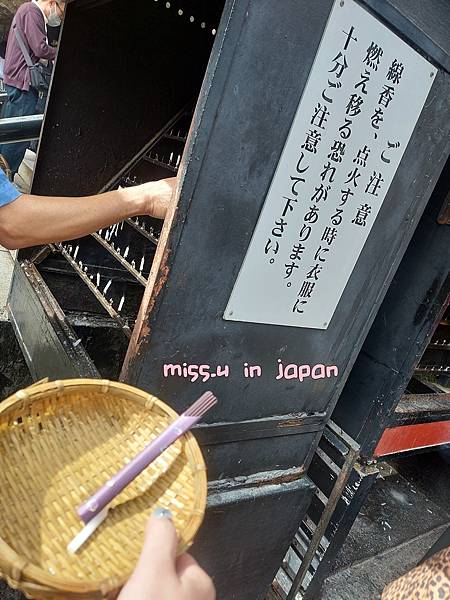 ご注意
線香を、点火する時に衣服に
燃え移る恐れがあります。
十分ご注意して下さい。
miss.u in japan